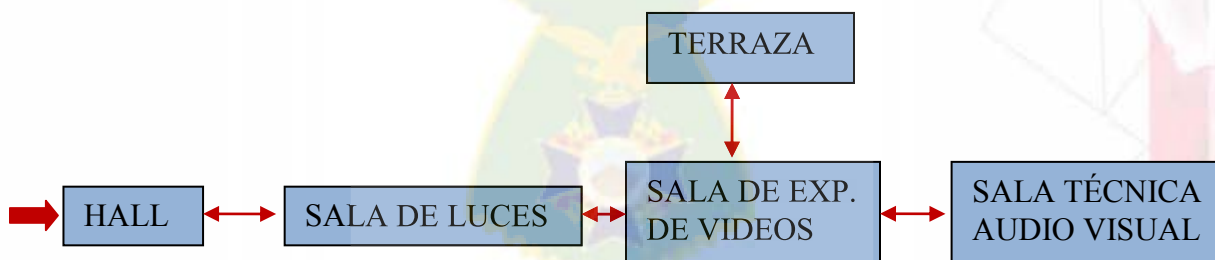 TERRAZA
HALL
SALA DE LUCES
SALA DE EXP.
DE VIDEOS
SALA TÉCNICA
AUDIO VISUAL